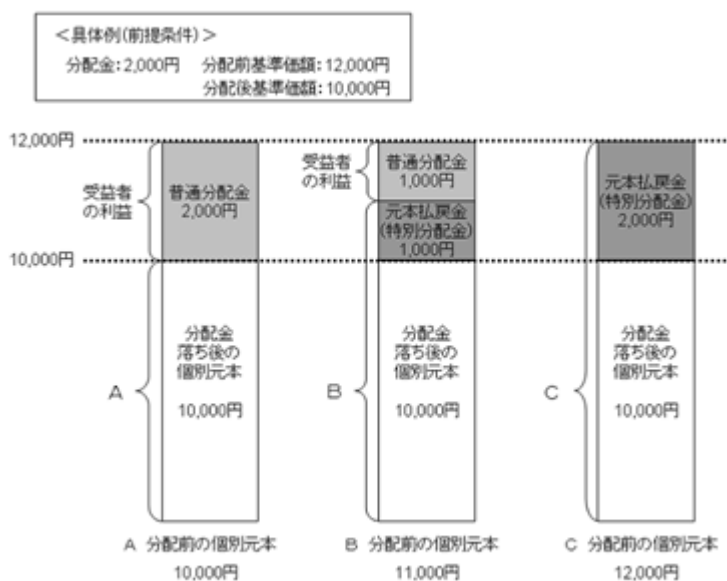 ＜具体例(前提条件)＞
分配金：2,000円　分配前基準価額：12,000円
分配後基準価額：10,000円
12,000円
10,000円
受益者
の利益
普通分配金
2,000円
A
分配金
落ち後の
個別元本
10,000円
A 分配前の個別元本
10,000円
受益者
の利益
普通分配金
1,000円
元本払戻金
(特別分配金)
1,000円
B
分配金
落ち後の
個別元本
10,000円
B 分配前の個別元本
11,000円
元本払戻金
(特別分配金)
2,000円
C
分配金
落ち後の
個別元本
10,000円
C 分配前の個別元本
12,000円